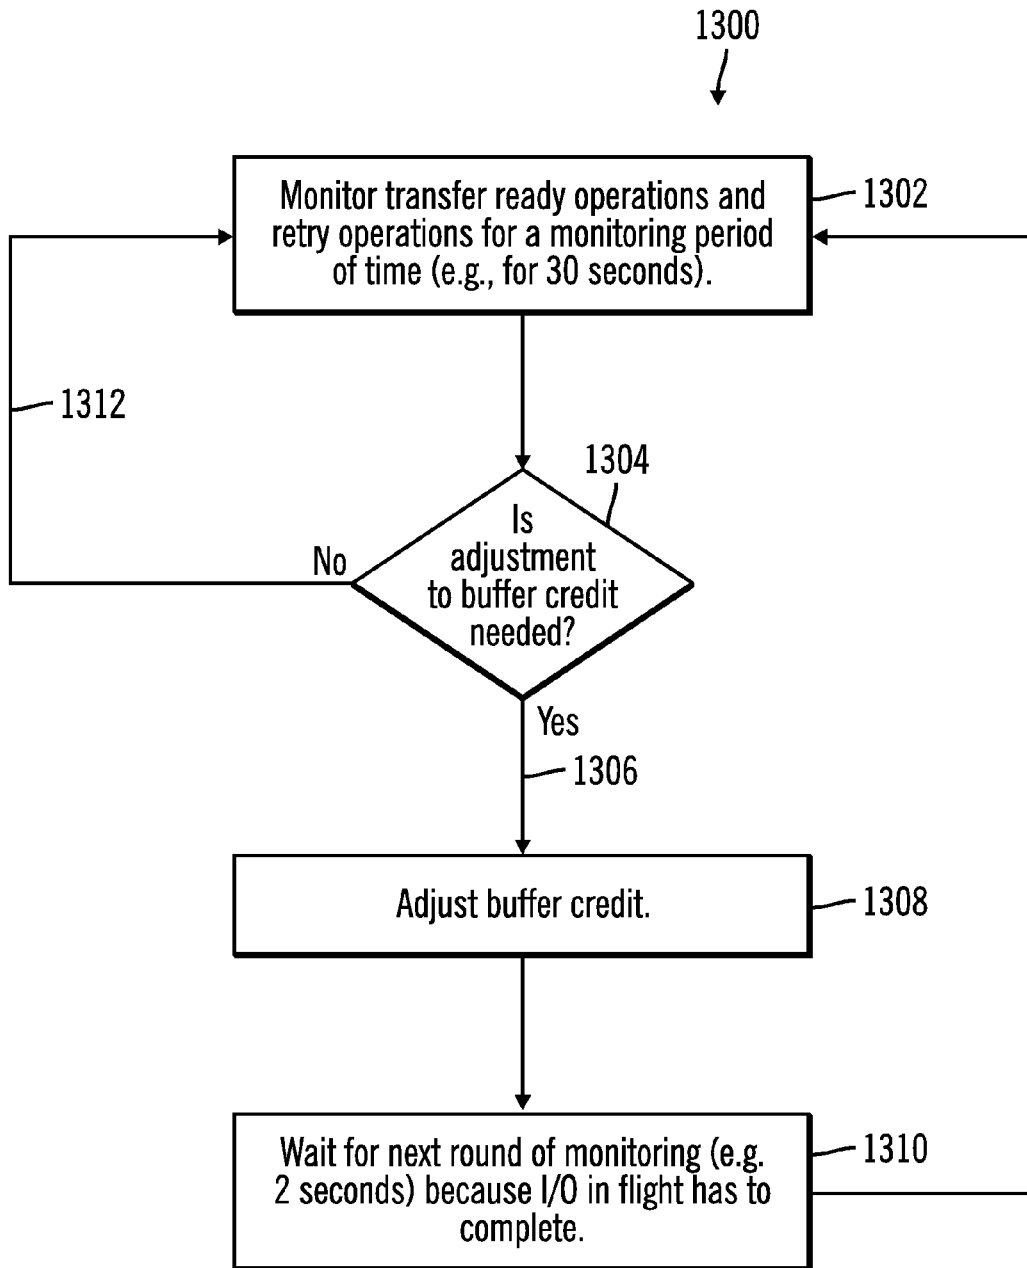 1300
Monitor transfer ready operations and
retry operations for a monitoring period
of time (e.g., for 30 seconds).
1302
1312
1304
Is
adjustment
to buffer credit
needed?
No
Yes
1306
Adjust buffer credit.
1308
Wait for next round of monitoring (e.g.
2 seconds) because I/O in flight has to
complete.
1310